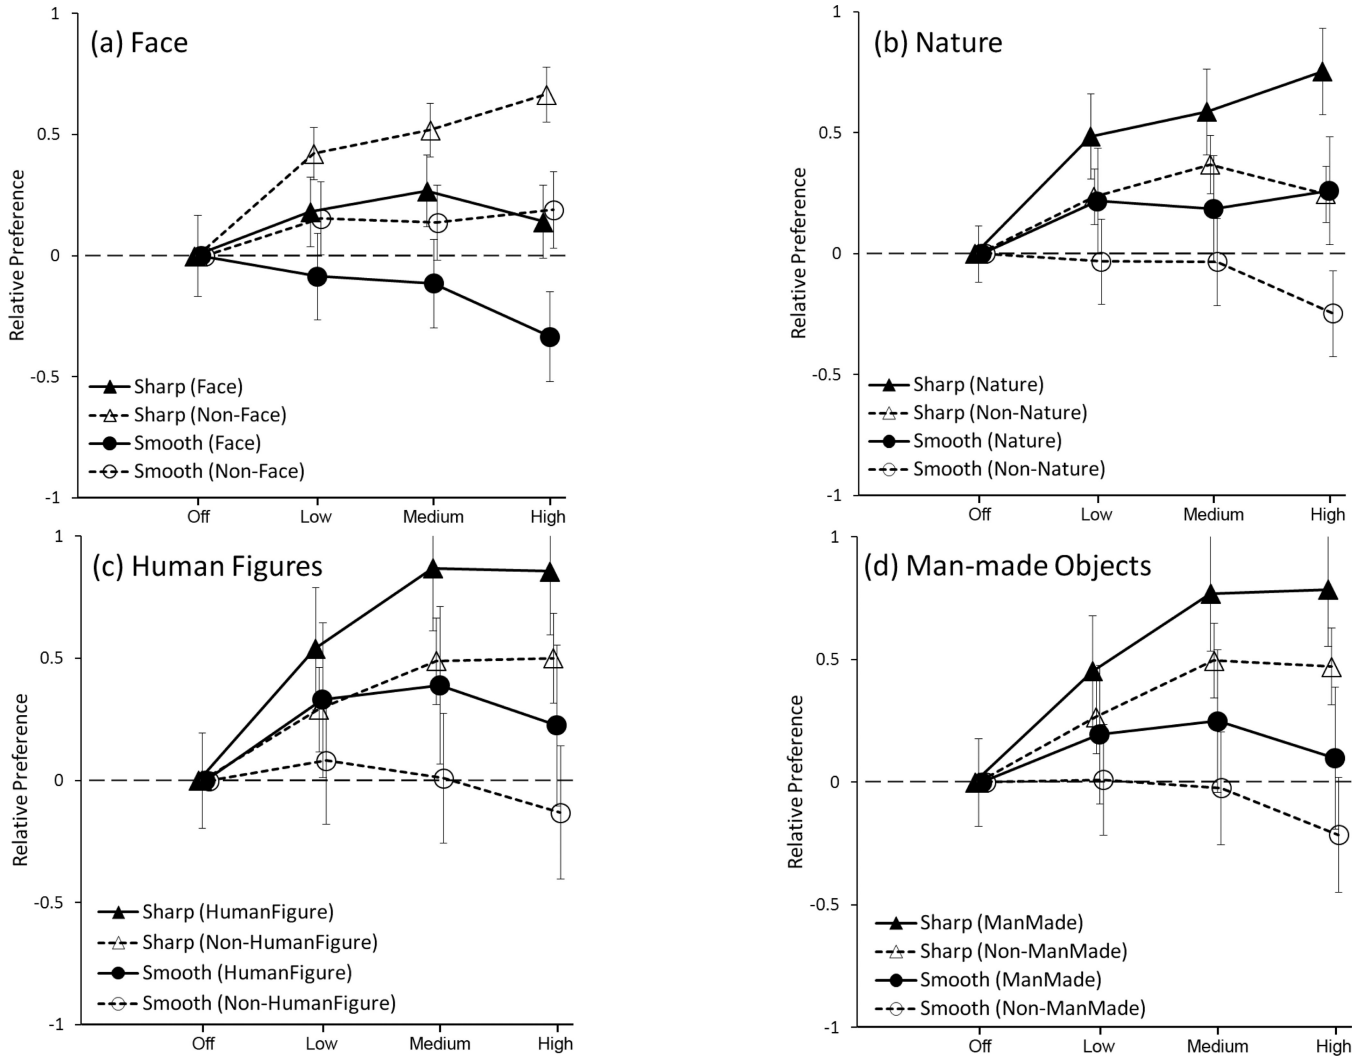 (a) Face
1
0.5
0
-0.5
-1
Relative Preference
Sharp (Face)
Sharp (Non-Face)
Smooth (Face)
Smooth (Non-Face)
Off Low Medium High
(b) Nature
1
0.5
0
-0.5
-1
Relative Preference
Sharp (Nature)
Sharp (Non-Nature)
Smooth (Nature)
Smooth (Non-Nature)
Off Low Medium High
(c) Human Figures
1
0.5
0
-0.5
-1
Relative Preference
Sharp (HumanFigure)
Sharp (Non-HumanFigure)
Smooth (HumanFigure)
Smooth (Non-HumanFigure)
Off Low Medium High
(d) Man-made Objects
1
0.5
0
-0.5
-1
Relative Preference
Sharp (ManMade)
Sharp (Non-ManMade)
Smooth (ManMade)
Smooth (Non-ManMade)
Off Low Medium High